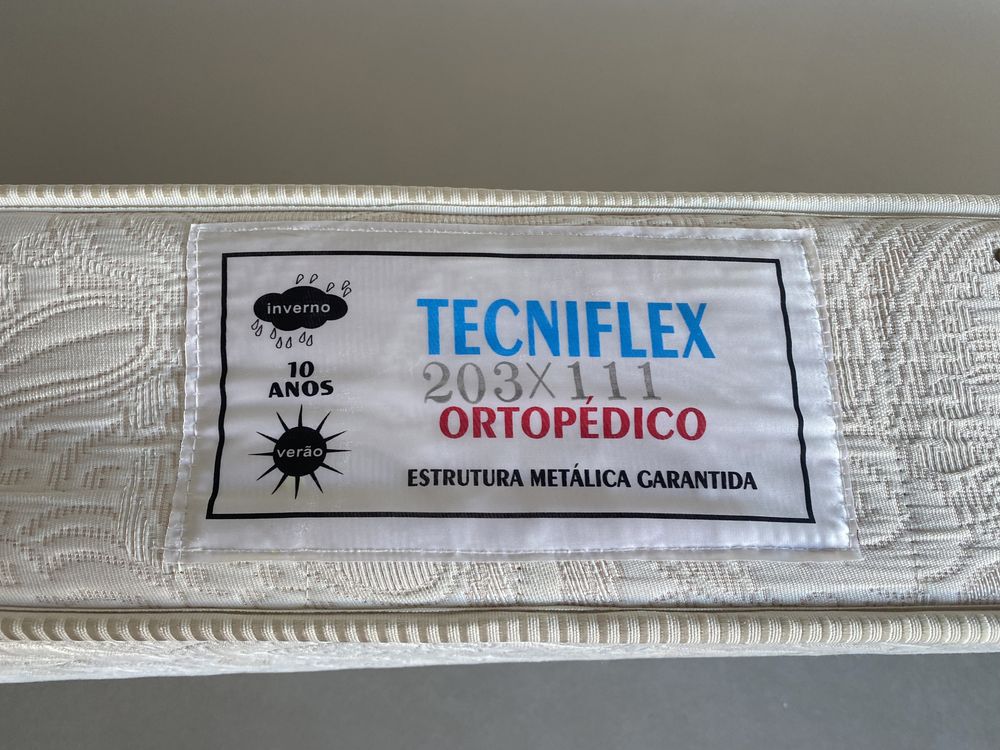 inverno
10
ANOS
verão
TECNIFLEX
203X111
ORTOPÉDICO
ESTRUTURA METÁLICA GARANTIDA